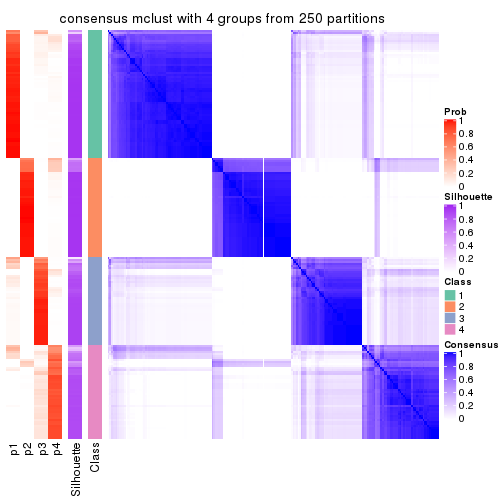 consensus mclust with 4 groups from 250 partitions
Prob
1
0.8
0.6
0.4
0.2
0
Silhouette
1
0.8
0.6
0.4
0.2
0
Class
1
2
3
4
Consensus
1
0.8
0.6
0.4
0.2
0
p1
p2
p3
p4
Silhouette
Class